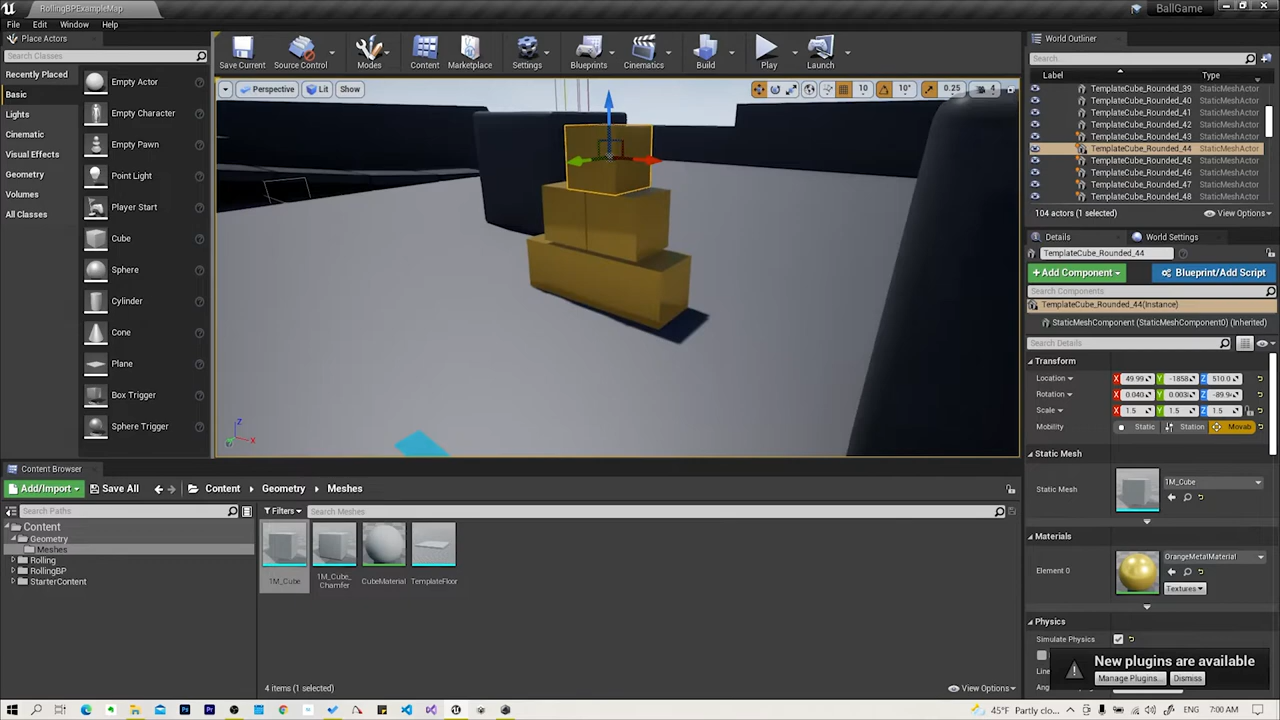 RollingBPExampleMap
BallGame
File Edit Window Help
Place Actors
Search Classes
Recently Placed
Basic
Lights
Cinematic
Visual Effects
Geometry
Volumes
All Classes
Empty Actor
Empty Character
Empty Pawn
Point Light
Player Start
Cube
Sphere
Cylinder
Cone
Plane
Box Trigger
Sphere Trigger
Save Current
Source Control
Modes
Content
Marketplace
Settings
Blueprints
Cinematics
Build
Play
Launch
Perspective Lit Show
10 10° 0.25 4
Z
X
World Outliner
Search
Label Type
TemplateCube_Rounded_39 StaticMeshActor
TemplateCube_Rounded_40 StaticMeshActor
TemplateCube_Rounded_41 StaticMeshActor
TemplateCube_Rounded_42 StaticMeshActor
TemplateCube_Rounded_43 StaticMeshActor
TemplateCube_Rounded_44 StaticMeshActor
TemplateCube_Rounded_45 StaticMeshActor
TemplateCube_Rounded_46 StaticMeshActor
TemplateCube_Rounded_47 StaticMeshActor
TemplateCube_Rounded_48 StaticMeshActor
104 actors (1 selected) View Options
Details World Settings
TemplateCube_Rounded_44
+Add Component Blueprint/Add Script
Search Components
TemplateCube_Rounded_44(Instance)
StaticMeshComponent (StaticMeshComponent0) (Inherited)
Search Details
Transform
Location X 49.99 Y -1858 Z 510.0
Rotation X 0.040 Y 0.003 Z -89.9
Scale X 1.5 Y 1.5 Z 1.5
Mobility Static Station Movab
Static Mesh
Static Mesh 1M_Cube
Materials
Element 0 OrangeMetalMaterial
Textures
Physics
Simulate Physics
New plugins are available
Manage Plugins... Dismiss
Content Browser
Add/Import Save All Content Geometry Meshes
Search Paths
Content
Geometry
Meshes
Rolling
RollingBP
StarterContent
Filters Search Meshes
1M_Cube
1M_Cube_
Chamfer
CubeMaterial
TemplateFloor
4 items (1 selected) View Options
45°F Partly clo... 7:00 AM